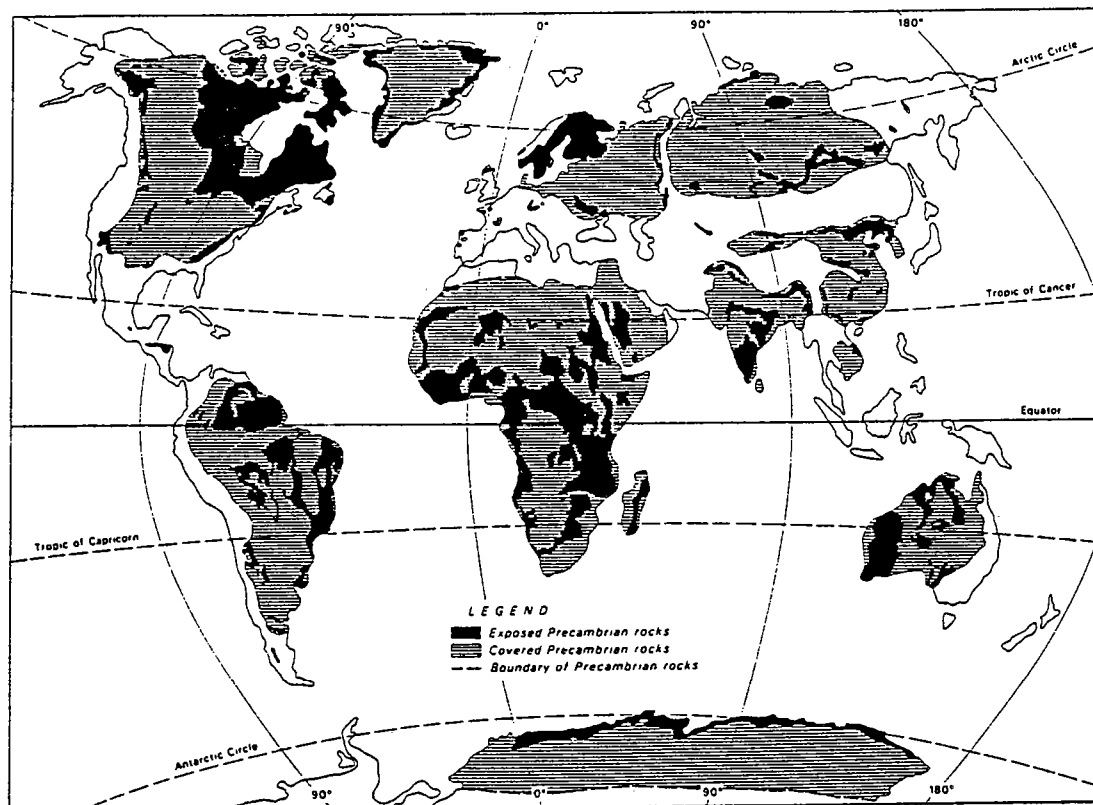 90°
0°
90°
180°
Arctic Circle
Tropic of Cancer
Equator
Tropic of Capricorn
LEGEND
Exposed Precambrian rocks
Covered Precambrian rocks
Boundary of Precambrian rocks
Antarctic Circle
90°
0°
90°
180°